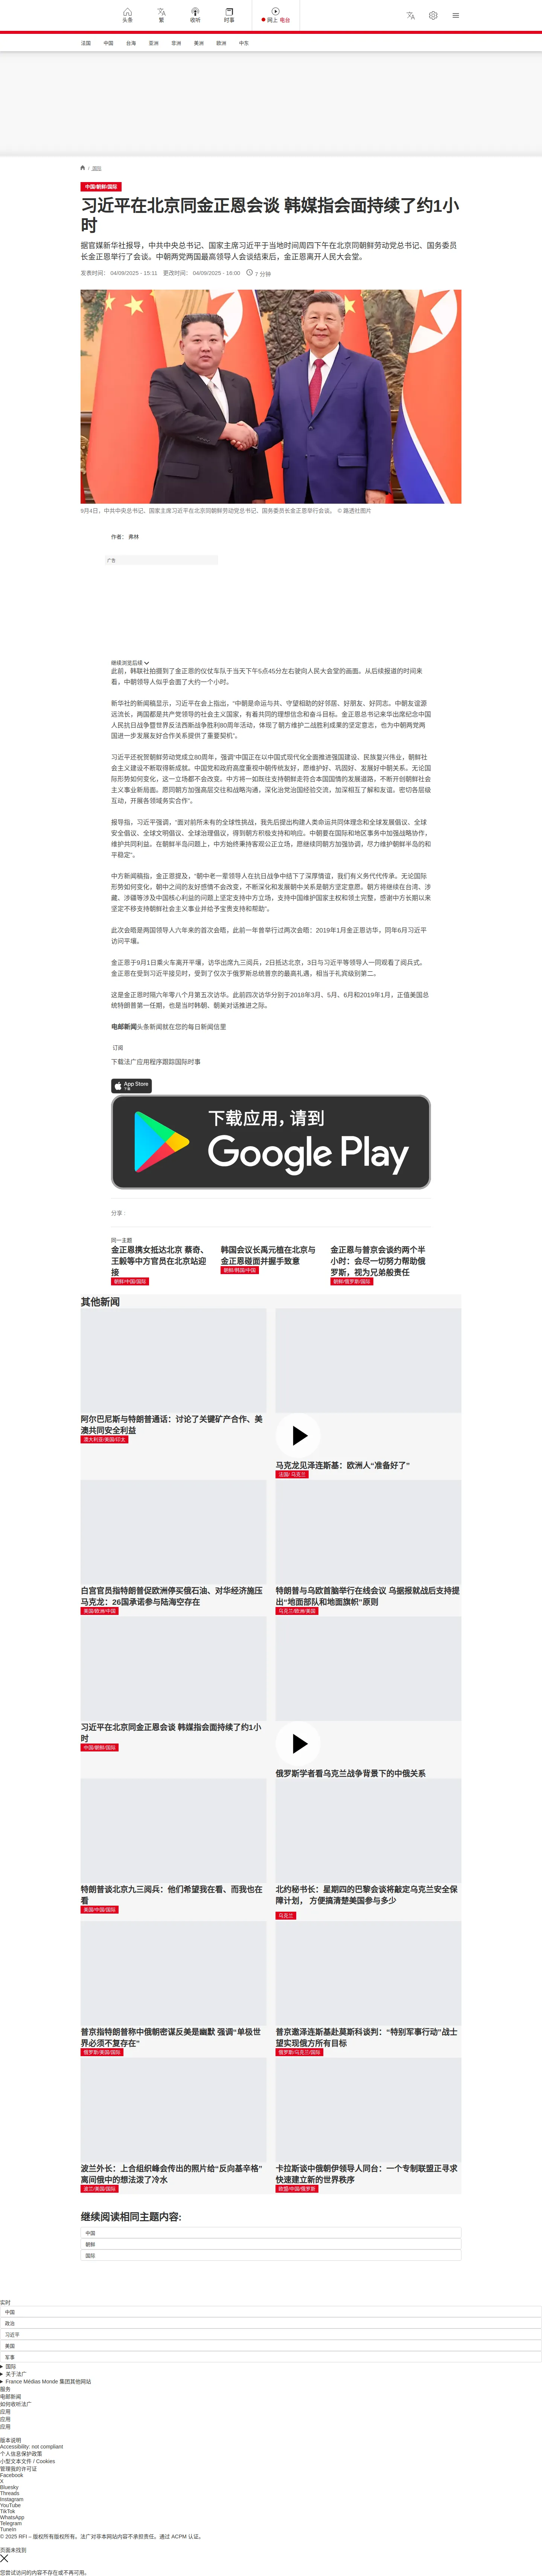 头条
繁
收听
时事
网上 电台
法国
中国
台海
亚洲
非洲
美洲
欧洲
中东
/ 国际
中国/朝鲜/国际
习近平在北京同金正恩会谈 韩媒指会面持续了约1小
时
据官媒新华社报导，中共中央总书记、国家主席习近平于当地时间周四下午在北京同朝鲜劳动党总书记、国务委员
长金正恩举行了会谈。中朝两党两国最高领导人会谈结束后，金正恩离开人民大会堂。
发表时间： 04/09/2025 - 15:11 更改时间： 04/09/2025 - 16:00 7 分钟
9月4日，中共中央总书记、国家主席习近平在北京同朝鲜劳动党总书记、国务委员长金正恩举行会谈。 © 路透社图片
作者： 弗林
广告
继续浏览后续
此前，韩联社拍摄到了金正恩的仪仗车队于当天下午5点45分左右驶向人民大会堂的画面。从后续报道的时间来
看，中朝领导人似乎会面了大约一个小时。
新华社的新闻稿显示，习近平在会上指出，“中朝是命运与共、守望相助的好邻居、好朋友、好同志。中朝友谊源
远流长，两国都是共产党领导的社会主义国家，有着共同的理想信念和奋斗目标。金正恩总书记来华出席纪念中国
人民抗日战争暨世界反法西斯战争胜利80周年活动，体现了朝方维护二战胜利成果的坚定意志，也为中朝两党两
国进一步发展友好合作关系提供了重要契机”。
习近平还祝贺朝鲜劳动党成立80周年，强调“中国正在以中国式现代化全面推进强国建设、民族复兴伟业，朝鲜社
会主义建设不断取得新成就。中国党和政府高度重视中朝传统友好，愿维护好、巩固好、发展好中朝关系。无论国
际形势如何变化，这一立场都不会改变。中方将一如既往支持朝鲜走符合本国国情的发展道路，不断开创朝鲜社会
主义事业新局面。愿同朝方加强高层交往和战略沟通，深化治党治国经验交流，加深相互了解和友谊。密切各层级
互动，开展各领域务实合作”。
报导指，习近平强调，“面对前所未有的全球性挑战，我先后提出构建人类命运共同体理念和全球发展倡议、全球
安全倡议、全球文明倡议、全球治理倡议，得到朝方积极支持和响应。中朝要在国际和地区事务中加强战略协作，
维护共同利益。在朝鲜半岛问题上，中方始终秉持客观公正立场，愿继续同朝方加强协调，尽力维护朝鲜半岛的和
平稳定”。
中方新闻稿指，金正恩提及，“朝中老一辈领导人在抗日战争中结下了深厚情谊，我们有义务代代传承。无论国际
形势如何变化，朝中之间的友好感情不会改变，不断深化和发展朝中关系是朝方坚定意愿。朝方将继续在台湾、涉
藏、涉疆等涉及中国核心利益的问题上坚定支持中方立场，支持中国维护国家主权和领土完整，感谢中方长期以来
坚定不移支持朝鲜社会主义事业并给予宝贵支持和帮助”。
此次会晤是两国领导人六年来的首次会晤，此前一年曾举行过两次会晤：2019年1月金正恩访华，同年6月习近平
访问平壤。
金正恩于9月1日乘火车离开平壤，访华出席九三阅兵，2日抵达北京，3日与习近平等领导人一同观看了阅兵式。
金正恩在受到习近平接见时，受到了仅次于俄罗斯总统普京的最高礼遇，相当于礼宾级别第二。
这是金正恩时隔六年零八个月第五次访华。此前四次访华分别于2018年3月、5月、6月和2019年1月，正值美国总
统特朗普第一任期，也是当时韩朝、朝美对话推进之际。
电邮新闻头条新闻就在您的每日新闻信里
订阅
下载法广应用程序跟踪国际时事
App Store
下载
下载应用，请到
Google Play
分享 :
同一主题
金正恩携女抵达北京 蔡奇、
王毅等中方官员在北京站迎
接
朝鲜/中国/国际
韩国会议长禹元植在北京与
金正恩碰面并握手致意
朝鲜/韩国/中国
金正恩与普京会谈约两个半
小时：会尽一切努力帮助俄
罗斯，视为兄弟般责任
朝鲜/俄罗斯/国际
其他新闻
阿尔巴尼斯与特朗普通话：讨论了关键矿产合作、美
澳共同安全利益
澳大利亚/美国/印太
马克龙见泽连斯基：欧洲人“准备好了”
法国/ 乌克兰
白宫官员指特朗普促欧洲停买俄石油、对华经济施压
马克龙：26国承诺参与陆海空存在
美国/欧洲/中国
特朗普与乌欧首脑举行在线会议 乌据报就战后支持提
出“地面部队和地面旗帜”原则
乌克兰/欧洲/美国
习近平在北京同金正恩会谈 韩媒指会面持续了约1小
时
中国/朝鲜/国际
俄罗斯学者看乌克兰战争背景下的中俄关系
特朗普谈北京九三阅兵：他们希望我在看、而我也在
看
美国/中国/国际
北约秘书长：星期四的巴黎会谈将敲定乌克兰安全保
障计划， 方便搞清楚美国参与多少
乌克兰
普京指特朗普称中俄朝密谋反美是幽默 强调“单极世
界必须不复存在”
俄罗斯/美国/国际
普京邀泽连斯基赴莫斯科谈判：“特别军事行动”战士
望实现俄方所有目标
俄罗斯/乌克兰/国际
波兰外长：上合组织峰会传出的照片给“反向基辛格”
离间俄中的想法泼了冷水
波兰/美国/国际
卡拉斯谈中俄朝伊领导人同台：一个专制联盟正寻求
快速建立新的世界秩序
欧盟/中国/俄罗斯
继续阅读相同主题内容:
中国
朝鲜
国际
实时
中国
政治
习近平
美国
军事
国际
关于法广
France Médias Monde 集团其他网站
服务
电邮新闻
如何收听法广
应用
应用
应用
版本说明
Accessibility: not compliant
个人信息保护政策
小型文本文件 / Cookies
管理我的许可证
Facebook
X
Bluesky
Threads
Instagram
YouTube
TikTok
WhatsApp
Telegram
TuneIn
© 2025 RFI – 版权所有版权所有。法广对非本网站内容不承担责任。通过 ACPM 认证。
页面未找到
您尝试访问的内容不存在或不再可用。